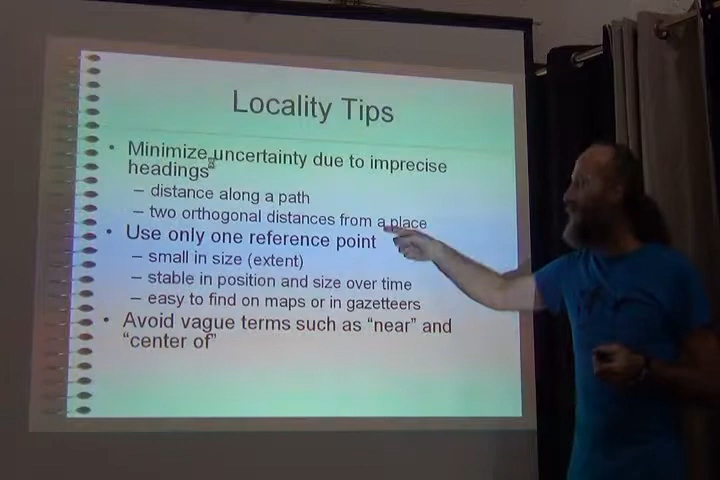 Locality Tips
• Minimize uncertainty due to imprecise
headings
– distance along a path
– two orthogonal distances from a place
• Use only one reference point
– small in size (extent)
– stable in position and size over time
– easy to find on maps or in gazetteers
• Avoid vague terms such as “near” and
“center of”